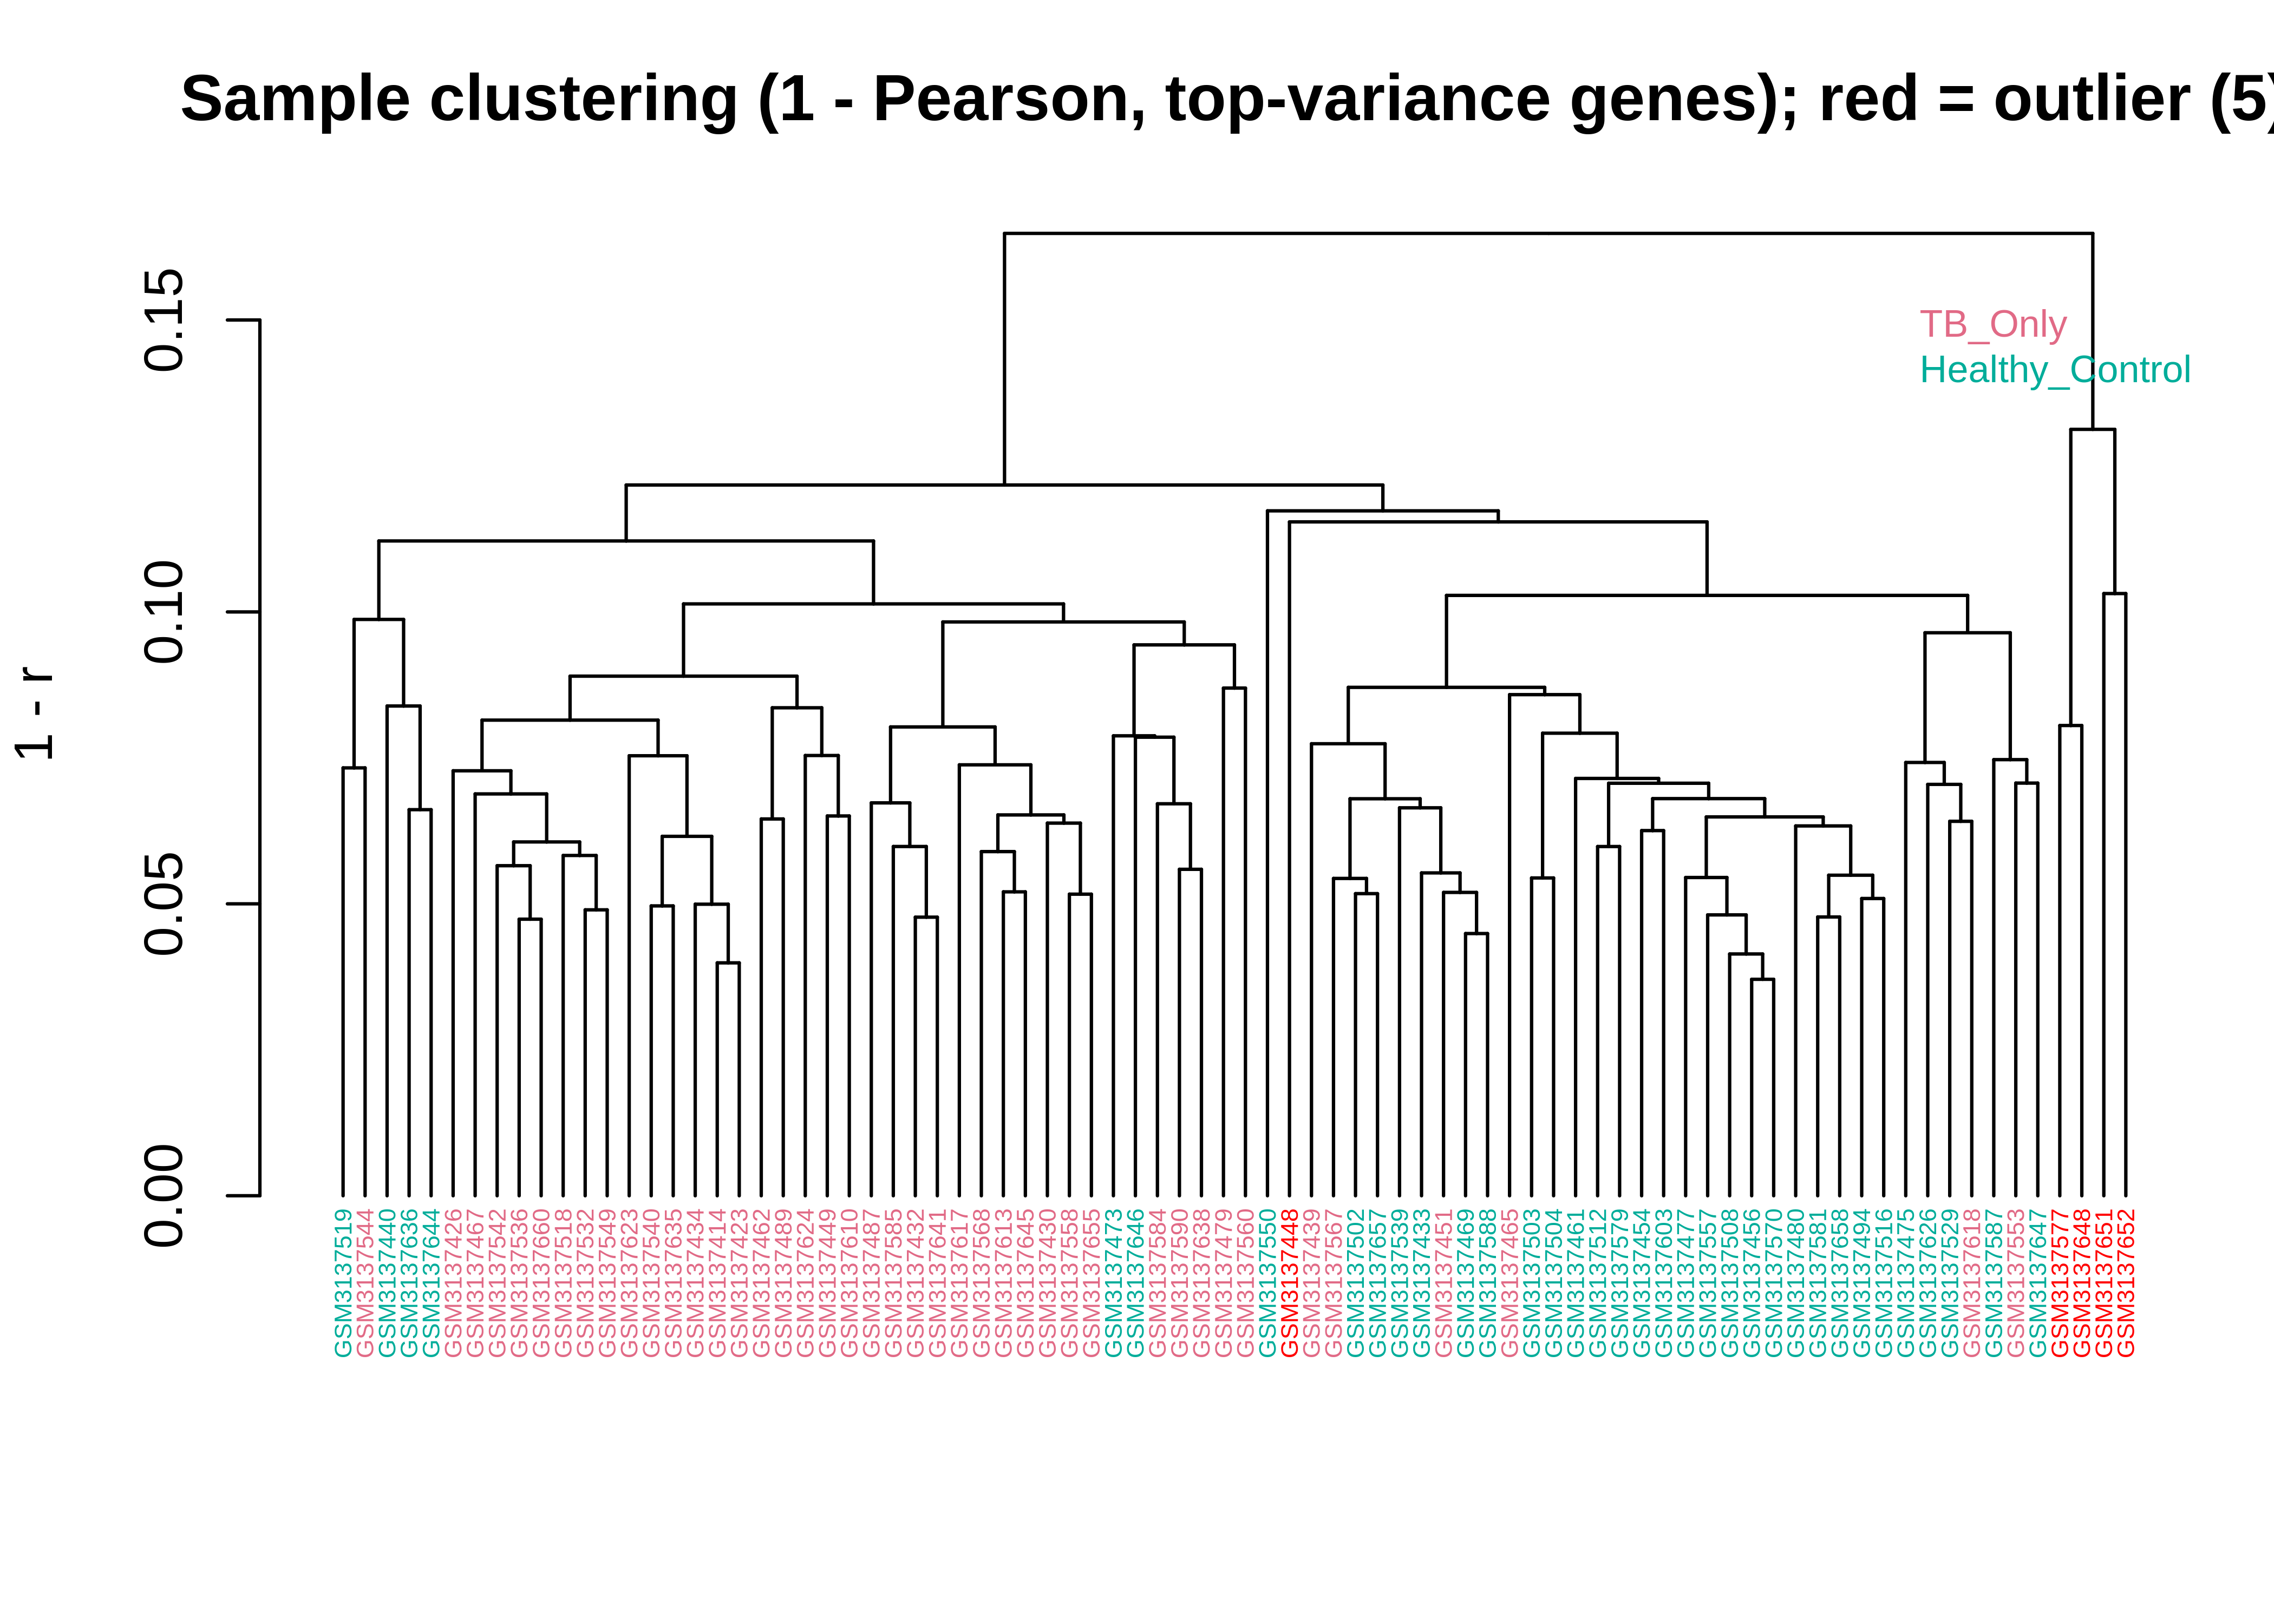 Sample clustering (1 - Pearson, top-variance genes); red = outlier (5)
0.15
TB_Only
Healthy_Control
0.10
1 - r
0.05
0.00
GSM3137519
GSM3137544
GSM3137440
GSM3137636
GSM3137644
GSM3137426
GSM3137467
GSM3137542
GSM3137536
GSM3137660
GSM3137518
GSM3137532
GSM3137549
GSM3137623
GSM3137540
GSM3137635
GSM3137434
GSM3137414
GSM3137423
GSM3137462
GSM3137489
GSM3137624
GSM3137449
GSM3137610
GSM3137487
GSM3137585
GSM3137432
GSM3137641
GSM3137617
GSM3137568
GSM3137613
GSM3137645
GSM3137430
GSM3137558
GSM3137655
GSM3137473
GSM3137646
GSM3137584
GSM3137590
GSM3137638
GSM3137479
GSM3137560
GSM3137550
GSM3137448
GSM3137439
GSM3137567
GSM3137502
GSM3137657
GSM3137539
GSM3137433
GSM3137451
GSM3137469
GSM3137588
GSM3137465
GSM3137503
GSM3137504
GSM3137461
GSM3137512
GSM3137579
GSM3137454
GSM3137603
GSM3137477
GSM3137557
GSM3137508
GSM3137456
GSM3137570
GSM3137480
GSM3137581
GSM3137658
GSM3137494
GSM3137516
GSM3137475
GSM3137626
GSM3137529
GSM3137618
GSM3137587
GSM3137553
GSM3137647
GSM3137577
GSM3137648
GSM3137651
GSM3137652